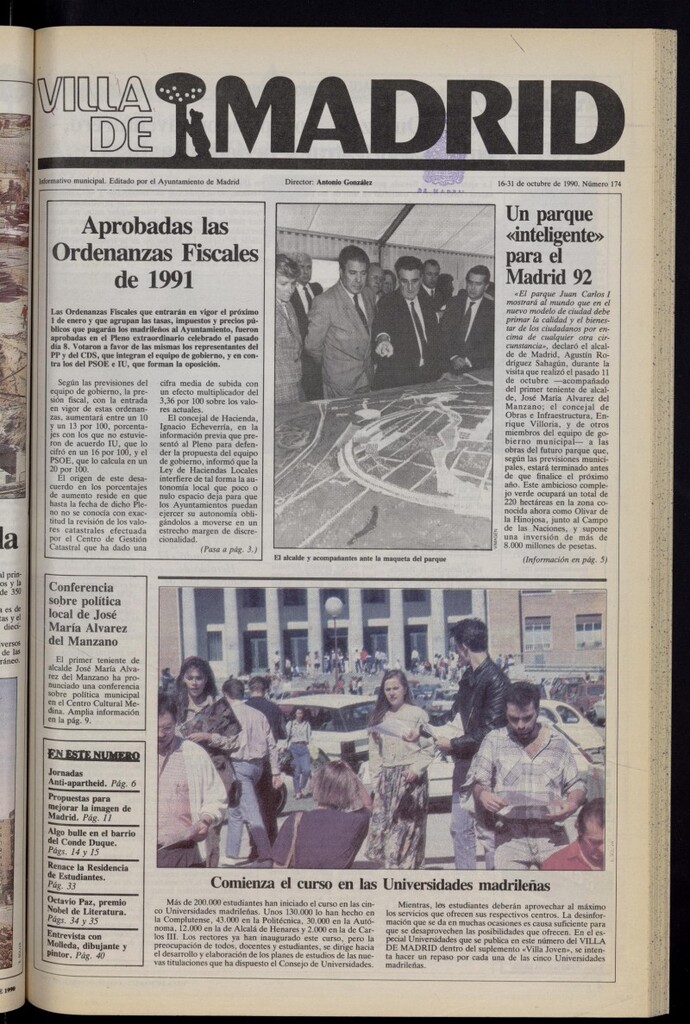 VILLA
DE
MADRID
Informativo municipal. Editado por el Ayuntamiento de Madrid
Director: Antonio González
16-31 de octubre de 1990. Número 174
Aprobadas las
Ordenanzas Fiscales
de 1991
Las Ordenanzas Fiscales que entrarán en vigor el próximo
1 de enero y que agrupan las tasas, impuestos y precios pú-
blicos que pagarán los madrileños al Ayuntamiento, fueron
aprobadas en el Pleno extraordinario celebrado el pasado
día 8. Votaron a favor de las mismas los representantes del
PP y del CDS, que integran el equipo de gobierno, y en con-
tra los del PSOE e IU, que forman la oposición.
Según las previsiones del
equipo de gobierno, la pre-
sión fiscal, con la entrada
en vigor de estas ordenan-
zas, aumentará entre un 10
y un 13 por 100, porcenta-
jes con los que no estuvie-
ron de acuerdo IU, que lo
cifró en un 16 por 100, y el
PSOE, que lo calcula en un
20 por 100.
El origen de este desa-
cuerdo en los porcentajes
de aumento reside en que
hasta la fecha de dicho Ple-
no no se conocía con exac-
titud la revisión de los valo-
res catastrales efectuada
por el Centro de Gestión
Catastral que ha dado una
cifra media de subida con
un efecto multiplicador del
3,36 por 100 sobre los valo-
res actuales.
El concejal de Hacienda,
Ignacio Echeverría, en la
información previa que pre-
sentó al Pleno para defen-
der la propuesta del equipo
de gobierno, informó que la
Ley de Haciendas Locales
interfiere de tal forma la au-
tonomía local que poco o
nulo espacio deja para que
los Ayuntamientos puedan
ejercer su autonomía obli-
gándolos a moverse en un
estrecho margen de discre-
cionalidad.
(Pasa a pág. 3.)
El alcalde y acompañantes ante la maqueta del parque
Un parque
«inteligente»
para el
Madrid 92
«El parque Juan Carlos I
mostrará al mundo que en el
nuevo modelo de ciudad debe
primar la calidad y el bienes-
tar de los ciudadanos por en-
cima de cualquier otra cir-
cunstancia», declaró el alcal-
de de Madrid, Agustín Ro-
dríguez Sahagún, durante la
visita que realizó el pasado 11
de octubre —acompañado
del primer teniente de alcal-
de, José María Alvarez del
Manzano; el concejal de
Obras e Infraestructura, En-
rique Villoria, y de otros
miembros del equipo de go-
bierno municipal— a las
obras del futuro parque que,
según las previsiones munici-
pales, estará terminado antes
de que finalice el próximo
año. Este ambicioso comple-
jo verde ocupará un total de
220 hectáreas en la zona co-
nocida ahora como Olivar de
la Hinojosa, junto al Campo
de las Naciones, y supone
una inversión de más de
8.000 millones de pesetas.
(Información en pág. 5)
Conferencia
sobre política
local de José
María Alvarez
del Manzano
El primer teniente de
alcalde José María Alva-
rez del Manzano ha pro-
nunciado una conferencia
sobre política municipal
en el Centro Cultural Me-
dina. Amplia información
en la pág. 9.
EN ESTE NUMERO
Jornadas
Anti-apartheid. Pág. 6
Propuestas para
mejorar la imagen de
Madrid. Pág. 11
Algo bulle en el barrio
del Conde Duque.
Págs. 14 y 15
Renace la Residencia
de Estudiantes.
Pág. 33
Octavio Paz, premio
Nobel de Literatura.
Págs. 34 y 35
Entrevista con
Molleda, dibujante y
pintor. Pág. 40
Comienza el curso en las Universidades madrileñas
Más de 200.000 estudiantes han iniciado el curso en las cin-
co Universidades madrileñas. Unos 130.000 lo han hecho en
la Complutense, 43.000 en la Politécnica, 30.000 en la Autó-
noma, 12.000 en la de Alcalá de Henares y 2.000 en la de Car-
los III. Los rectores ya han inaugurado este curso, pero la
preocupación de todos, docentes y estudiantes, se dirige hacia
el desarrollo y elaboración de los planes de estudios de las nue-
vas titulaciones que ha dispuesto el Consejo de Universidades.
Mientras, los estudiantes deberán aprovechar al máximo
los servicios que ofrecen sus respectivos centros. La desinfor-
mación que se da en muchas ocasiones es causa suficiente para
que se desaprovechen las posibilidades que ofrecen. En el es-
pecial Universidades que se publica en este número del VILLA
DE MADRID dentro del suplemento «Villa Joven», se inten-
ta hacer un repaso por cada una de las cinco Universidades
madrileñas.